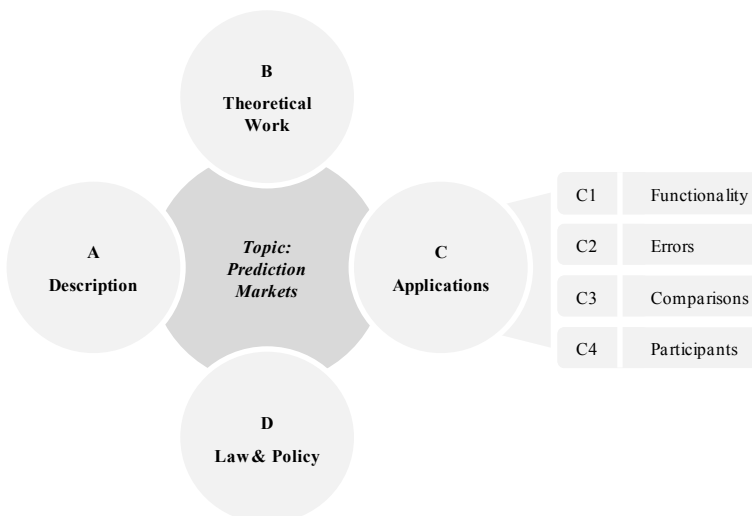 B
Theoretical
Work
A
Description
Topic:
Prediction
Markets
C
Applications
C1 Functionality
C2 Errors
C3 Comparisons
C4 Participants
D
Law & Policy